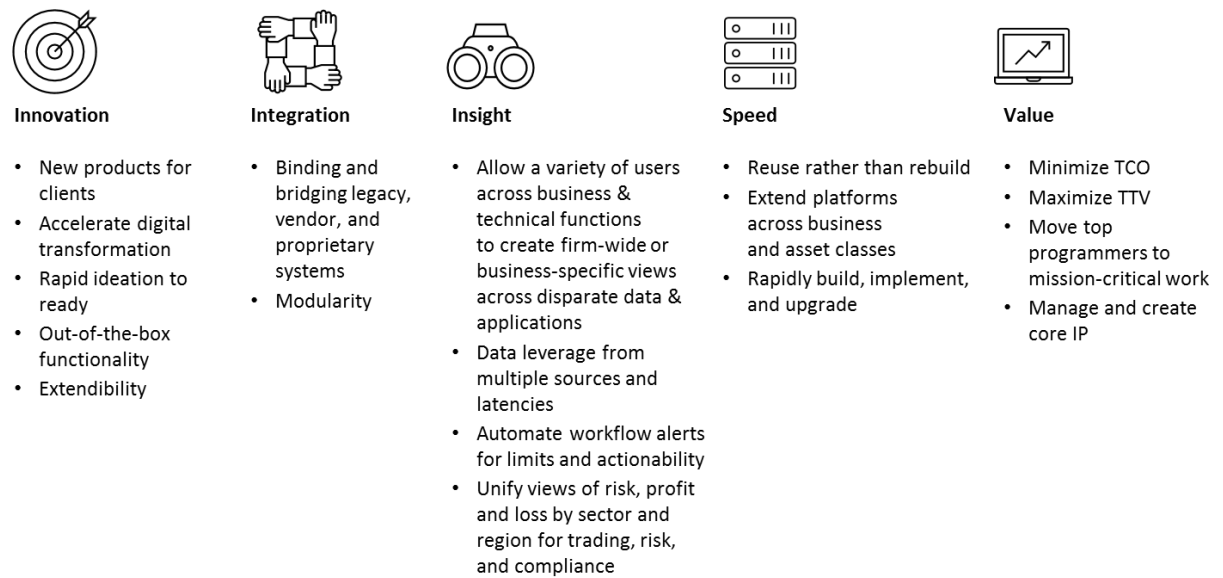 Innovation
• New products for
clients
• Accelerate digital
transformation
• Rapid ideation to
ready
• Out-of-the-box
functionality
• Extendibility
Integration
• Binding and
bridging legacy,
vendor, and
proprietary
systems
• Modularity
Insight
• Allow a variety of users
across business &
technical functions
to create firm-wide or
business-specific views
across disparate data &
applications
• Data leverage from
multiple sources and
latencies
• Automate workflow alerts
for limits and actionability
• Unify views of risk, profit
and loss by sector and
region for trading, risk,
and compliance
Speed
• Reuse rather than rebuild
• Extend platforms
across business
and asset classes
• Rapidly build, implement,
and upgrade
Value
• Minimize TCO
• Maximize TTV
• Move top
programmers to
mission-critical work
• Manage and create
core IP